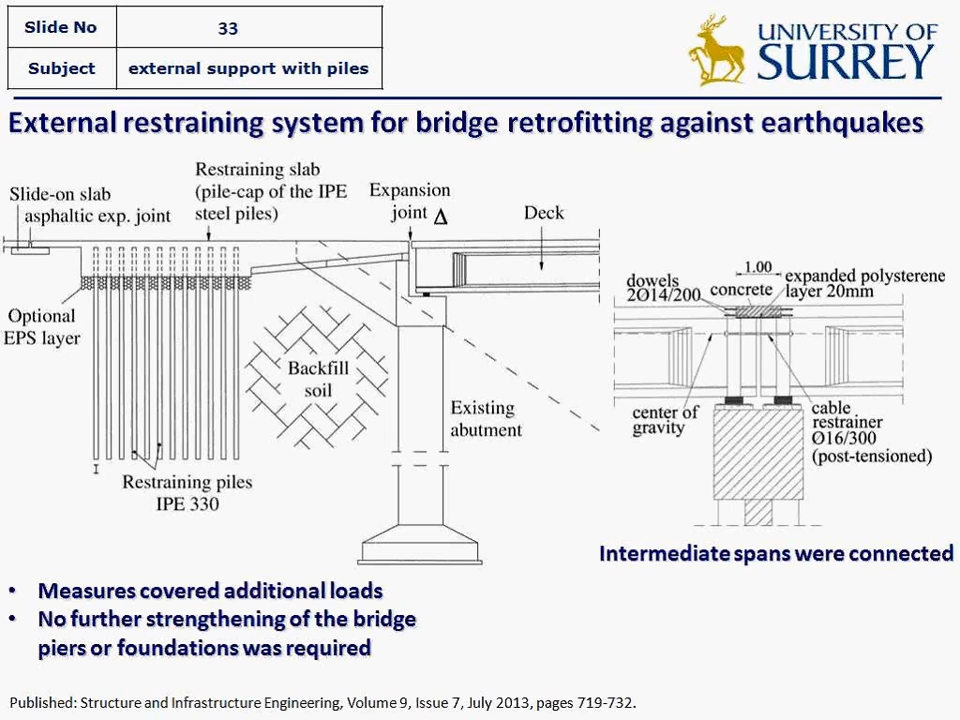 Slide No 33
Subject external support with piles
UNIVERSITY OF
SURREY
External restraining system for bridge retrofitting against earthquakes
Restraining slab
(pile-cap of the IPE
steel piles)
Slide-on slab
asphaltic exp. joint
Expansion
joint Δ
Deck
Optional
EPS layer
Backfill
soil
Existing
abutment
I
Restraining piles
IPE 330
1.00
dowels
2Ø14/200
concrete
expanded polysterene
layer 20mm
center of
gravity
cable
restrainer
Ø16/300
(post-tensioned)
Intermediate spans were connected
• Measures covered additional loads
• No further strengthening of the bridge
piers or foundations was required
Published: Structure and Infrastructure Engineering, Volume 9, Issue 7, July 2013, pages 719-732.